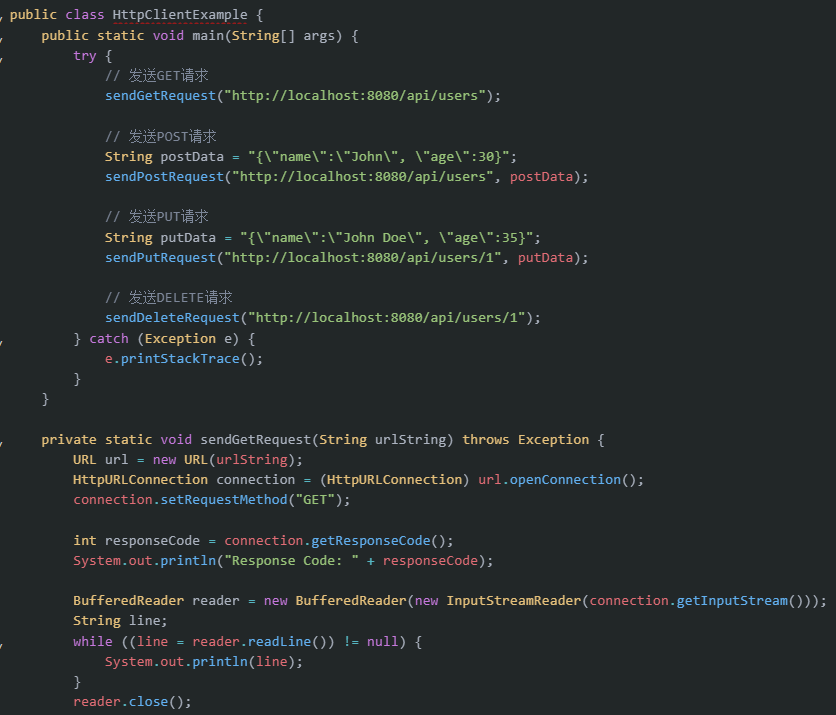 public class HttpClientExample {
    public static void main(String[] args) {
        try {
            // 发送GET请求
            sendGetRequest("http://localhost:8080/api/users");

            // 发送POST请求
            String postData = "{\"name\":\"John\", \"age\":30}";
            sendPostRequest("http://localhost:8080/api/users", postData);

            // 发送PUT请求
            String putData = "{\"name\":\"John Doe\", \"age\":35}";
            sendPutRequest("http://localhost:8080/api/users/1", putData);

            // 发送DELETE请求
            sendDeleteRequest("http://localhost:8080/api/users/1");
        } catch (Exception e) {
            e.printStackTrace();
        }
    }

    private static void sendGetRequest(String urlString) throws Exception {
        URL url = new URL(urlString);
        HttpURLConnection connection = (HttpURLConnection) url.openConnection();
        connection.setRequestMethod("GET");

        int responseCode = connection.getResponseCode();
        System.out.println("Response Code: " + responseCode);

        BufferedReader reader = new BufferedReader(new InputStreamReader(connection.getInputStream()));
        String line;
        while ((line = reader.readLine()) != null) {
            System.out.println(line);
        }
        reader.close();